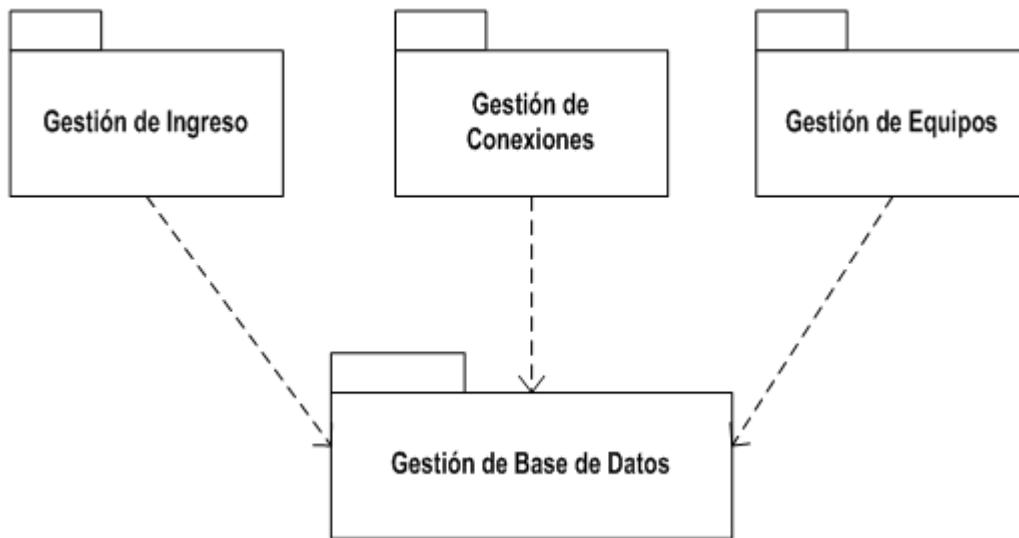 Gestión de Ingreso
Gestión de
Conexiones
Gestión de Equipos
Gestión de Base de Datos